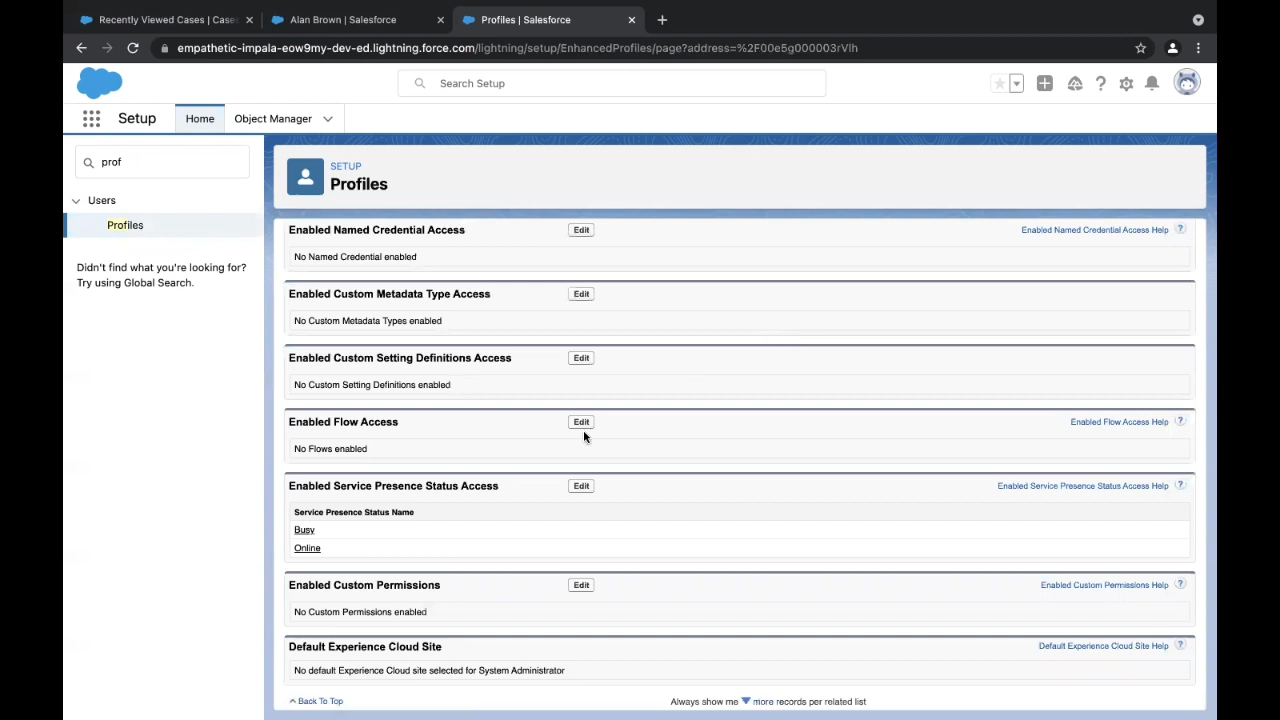 Recently Viewed Cases | Cases
Alan Brown | Salesforce
Profiles | Salesforce
empathetic-impala-eow9my-dev-ed.lightning.force.com/lightning/setup/EnhancedProfiles/page?address=%2F00e5g000003rVlh
Search Setup
Setup
Home
Object Manager
prof
Users
Profiles
Didn't find what you're looking for?
Try using Global Search.
SETUP
Profiles
Enabled Named Credential Access
Edit
Enabled Named Credential Access Help ?
No Named Credential enabled
Enabled Custom Metadata Type Access
Edit
No Custom Metadata Types enabled
Enabled Custom Setting Definitions Access
Edit
No Custom Setting Definitions enabled
Enabled Flow Access
Edit
Enabled Flow Access Help ?
No Flows enabled
Enabled Service Presence Status Access
Edit
Enabled Service Presence Status Access Help ?
Service Presence Status Name
Busy
Online
Enabled Custom Permissions
Edit
Enabled Custom Permissions Help ?
No Custom Permissions enabled
Default Experience Cloud Site
Default Experience Cloud Site Help ?
No default Experience Cloud site selected for System Administrator
Back To Top
Always show me more records per related list